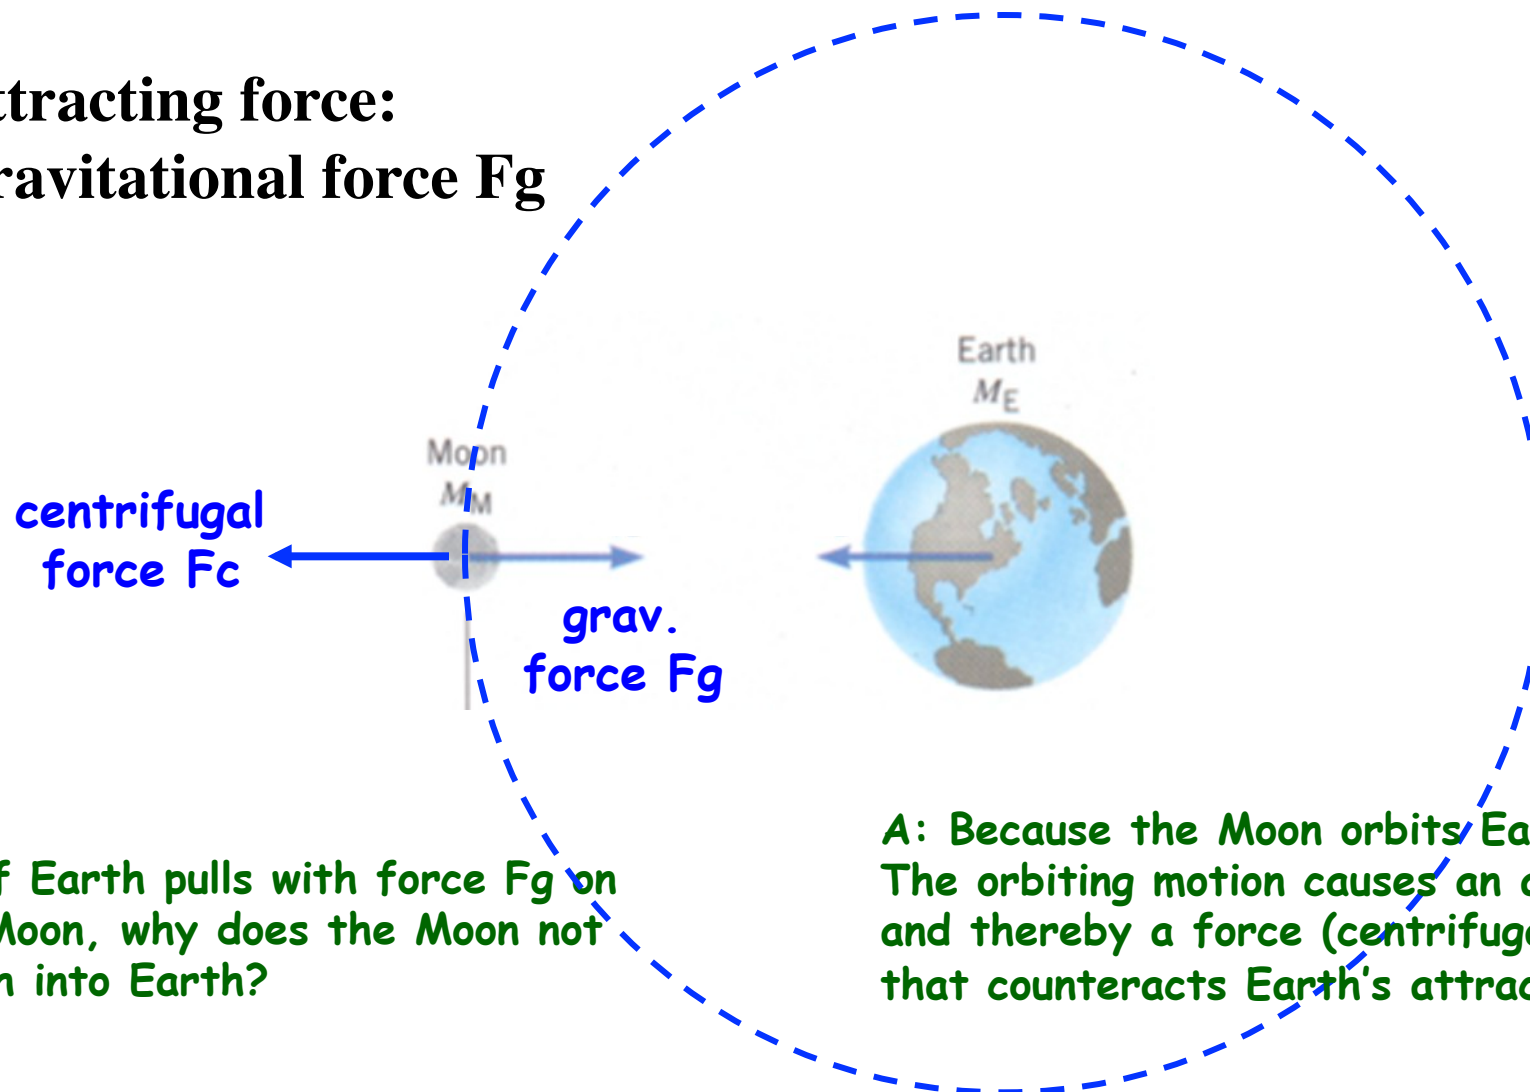 ttracting force:
ravitational force Fg
Earth
ME
Moon
MM
centrifugal
force Fc
grav.
force Fg
f Earth pulls with force Fg on
Moon, why does the Moon not
n into Earth?
A: Because the Moon orbits Ea
The orbiting motion causes an
and thereby a force (centrifuga
that counteracts Earth's attrac